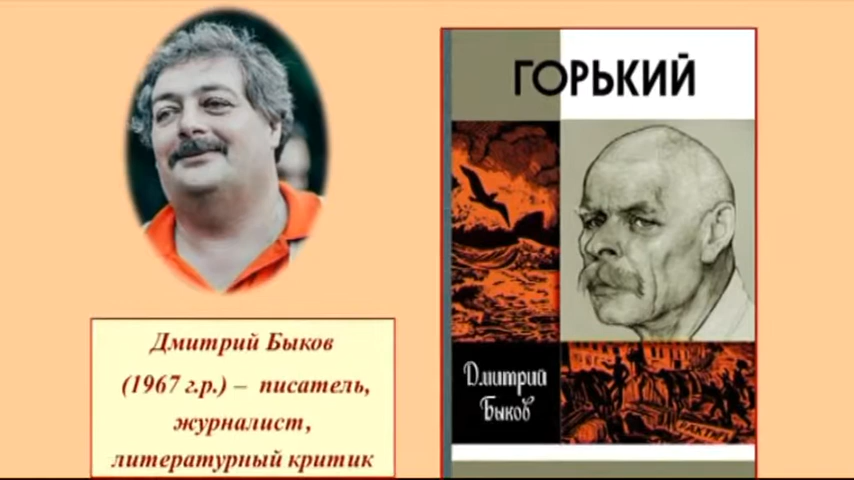 Дмитрий Быков
(1967 г.р.) – писатель,
журналист,
литературный критик
ГОРЬКИЙ
Дмитрий
Быков